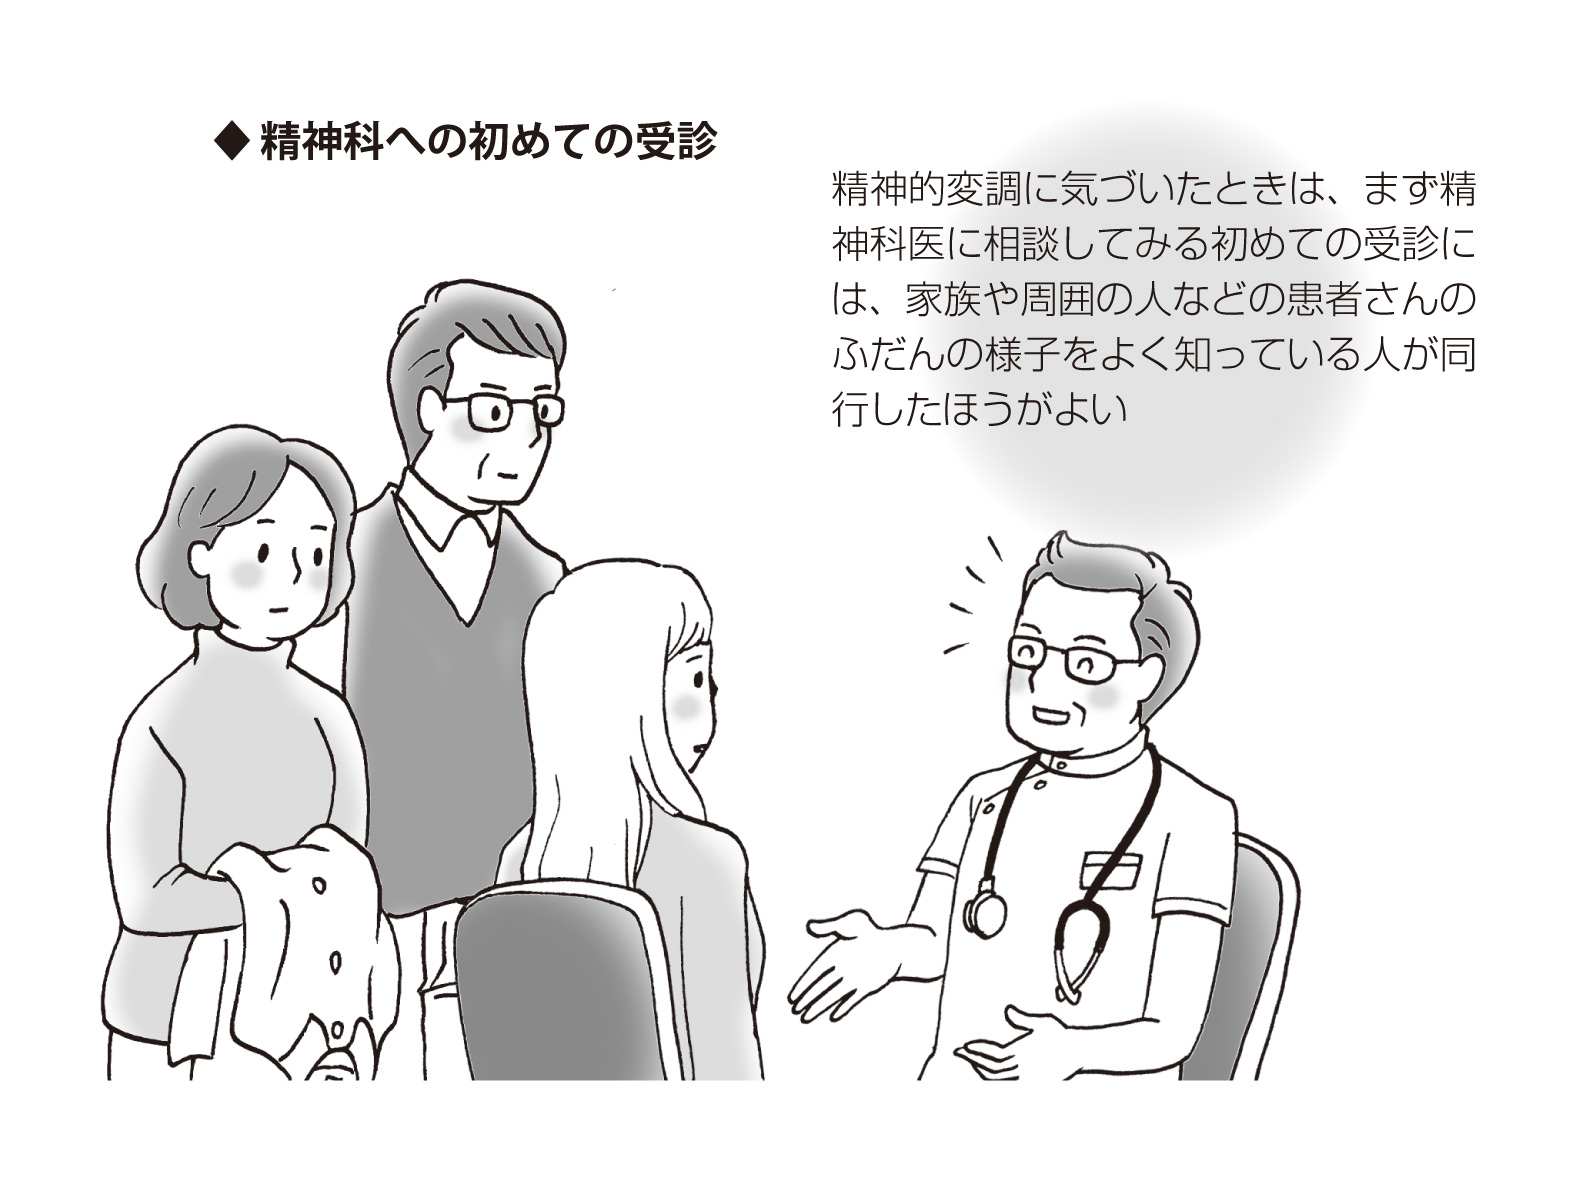 ◆ 精神科への初めての受診
精神的変調に気づいたときは、まず精
神科医に相談してみる初めての受診に
は、家族や周囲の人などの患者さんの
ふだんの様子をよく知っている人が同
行したほうがよい